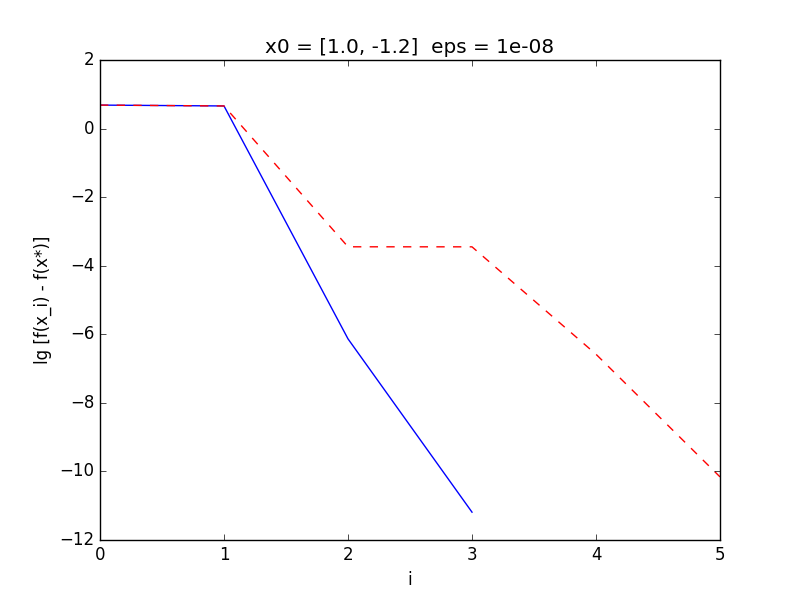 x0 = [1.0, -1.2]  eps = 1e-08
2
0
−2
−4
−6
−8
−10
−12
lg [f(x_i) - f(x*)]
0 1 2 3 4 5
i